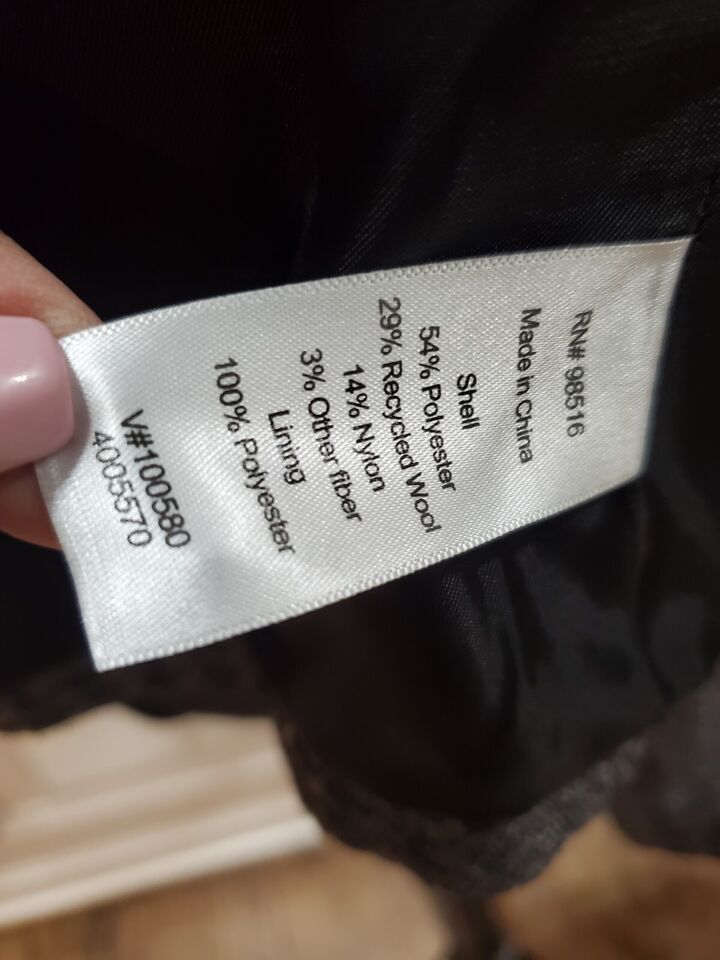 RN# 98516
Made in China
Shell
54% Polyester
29% Recycled Wool
14% Nylon
3% Other fiber
Lining
100% Polyester
V#100580
4005570